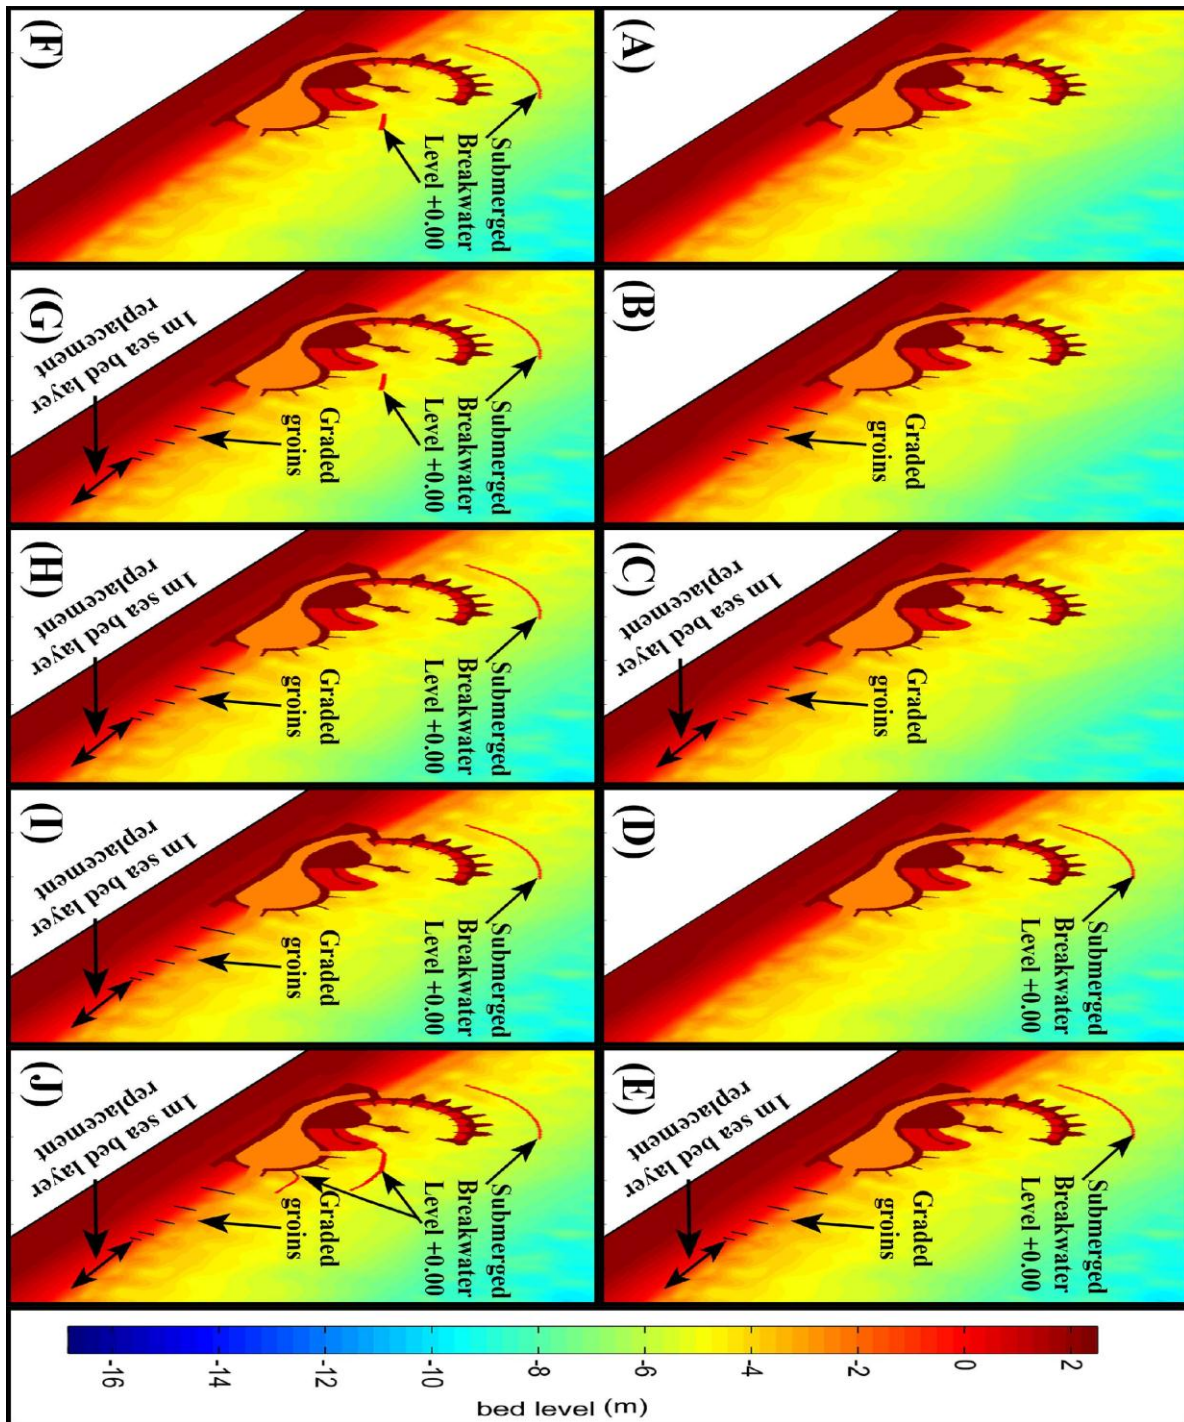 (A)
Graded
groins
(B)
Graded
groins
1m sea bed layer
replacement
(C)
Submerged
Breakwater
Level +0.00
(D)
Submerged
Breakwater
Level +0.00
Graded
groins
1m sea bed layer
replacement
(E)
Submerged
Breakwater
Level +0.00
(F)
Submerged
Breakwater
Level +0.00
Graded
groins
1m sea bed layer
replacement
(G)
Submerged
Breakwater
Level +0.00
Graded
groins
1m sea bed layer
replacement
(H)
Submerged
Breakwater
Level +0.00
Graded
groins
1m sea bed layer
replacement
(I)
Submerged
Breakwater
Level +0.00
Graded
groins
1m sea bed layer
replacement
(J)
2
0
-2
-4
-6
-8
-10
-12
-14
-16
bed level (m)